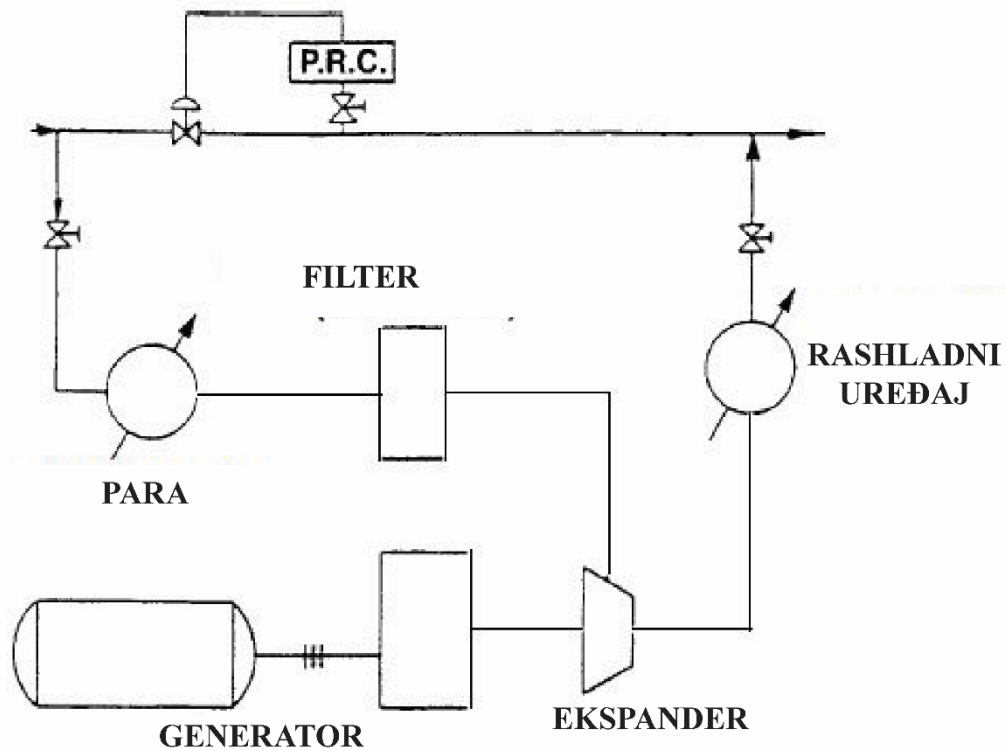 P.R.C.
FILTER
RASHLADNI
UREĐAJ
PARA
GENERATOR
EKSPANDER